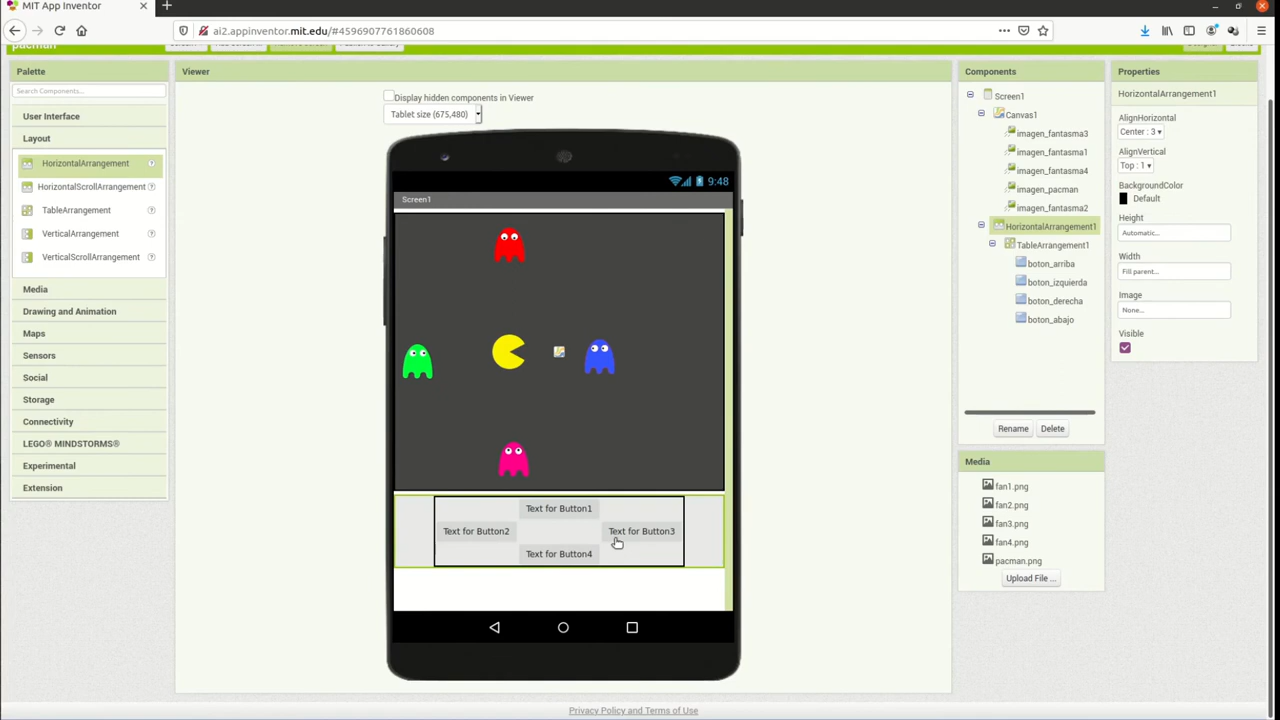 MIT App Inventor
ai2.appinventor.mit.edu/#4596907761860608
pacman
Palette
Search Components...
User Interface
Layout
HorizontalArrangement
HorizontalScrollArrangement
TableArrangement
VerticalArrangement
VerticalScrollArrangement
Media
Drawing and Animation
Maps
Sensors
Social
Storage
Connectivity
LEGO® MINDSTORMS®
Experimental
Extension
Viewer
Display hidden components in Viewer
Tablet size (675,480)
9:48
Screen1
Text for Button1
Text for Button2
Text for Button3
Text for Button4
Components
Screen1
Canvas1
imagen_fantasma3
imagen_fantasma1
imagen_fantasma4
imagen_pacman
imagen_fantasma2
HorizontalArrangement1
TableArrangement1
boton_arriba
boton_izquierda
boton_derecha
boton_abajo
Rename
Delete
Media
fan1.png
fan2.png
fan3.png
fan4.png
pacman.png
Upload File ...
Properties
HorizontalArrangement1
AlignHorizontal
Center : 3
AlignVertical
Top : 1
BackgroundColor
Default
Height
Automatic...
Width
Fill parent...
Image
None...
Visible
Privacy Policy and Terms of Use